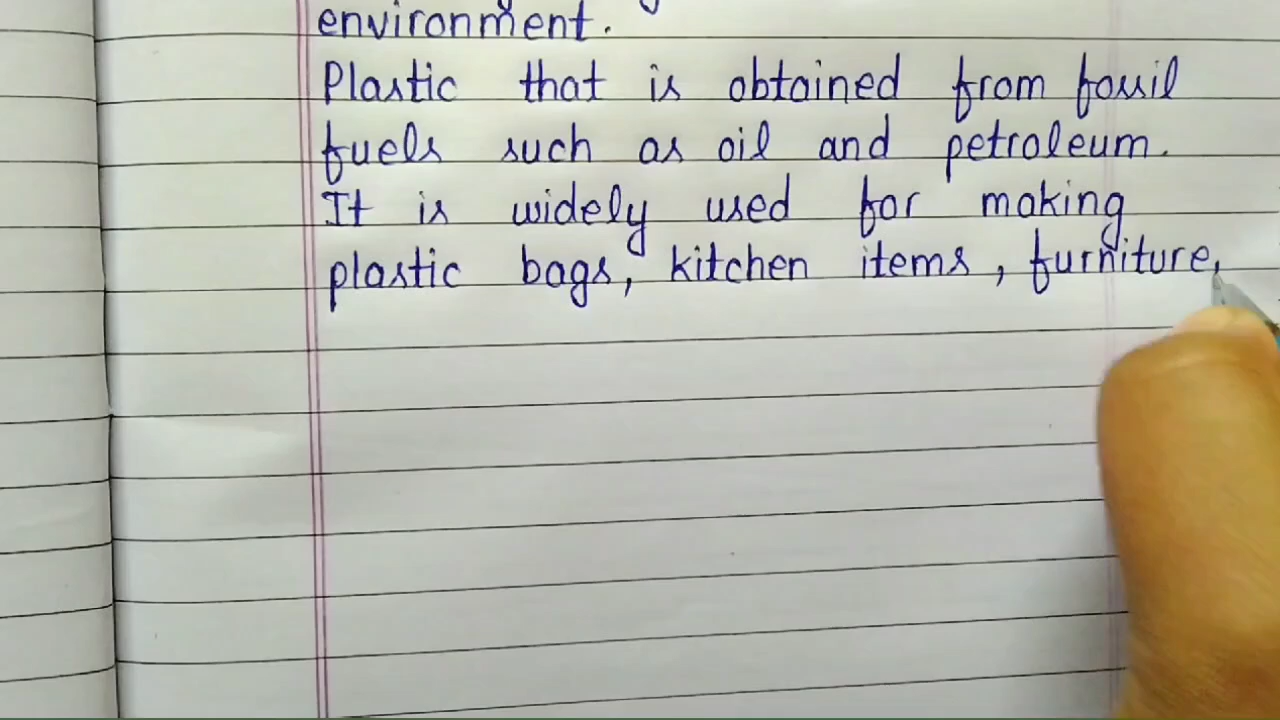 environment.
Plastic that is obtained from fossil
fuels such as oil and petroleum.
It is widely used for making
plastic bags, kitchen items, furniture,